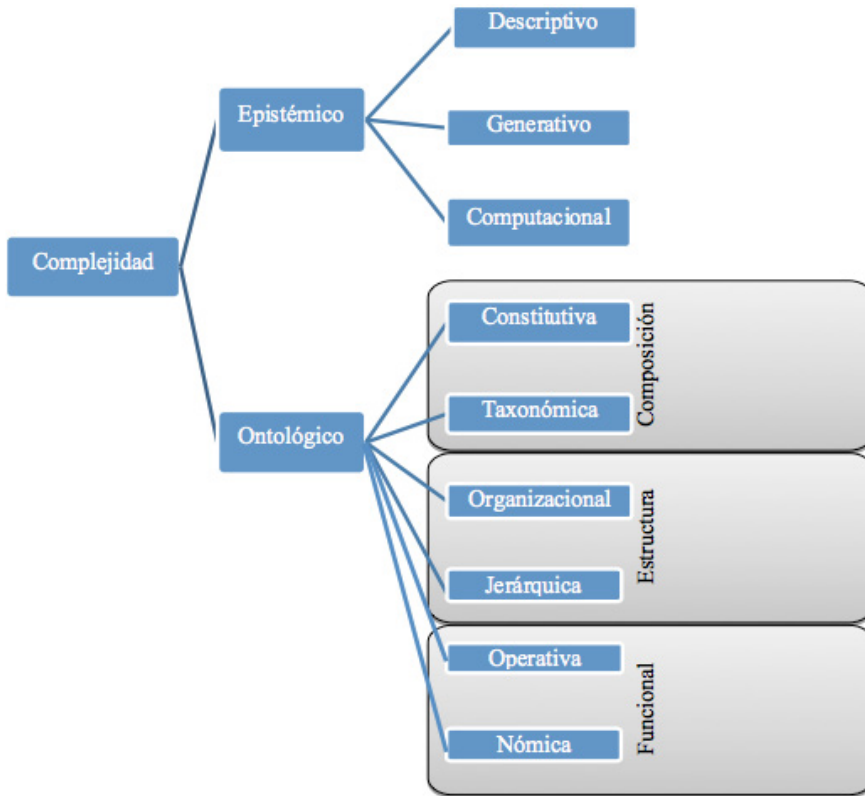 Descriptivo
Epistémico
Generativo
Computacional
Complejidad
Constitutiva
Taxonómica
Composición
Ontológico
Organizacional
Jerárquica
Estructura
Operativa
Nómica
Funcional